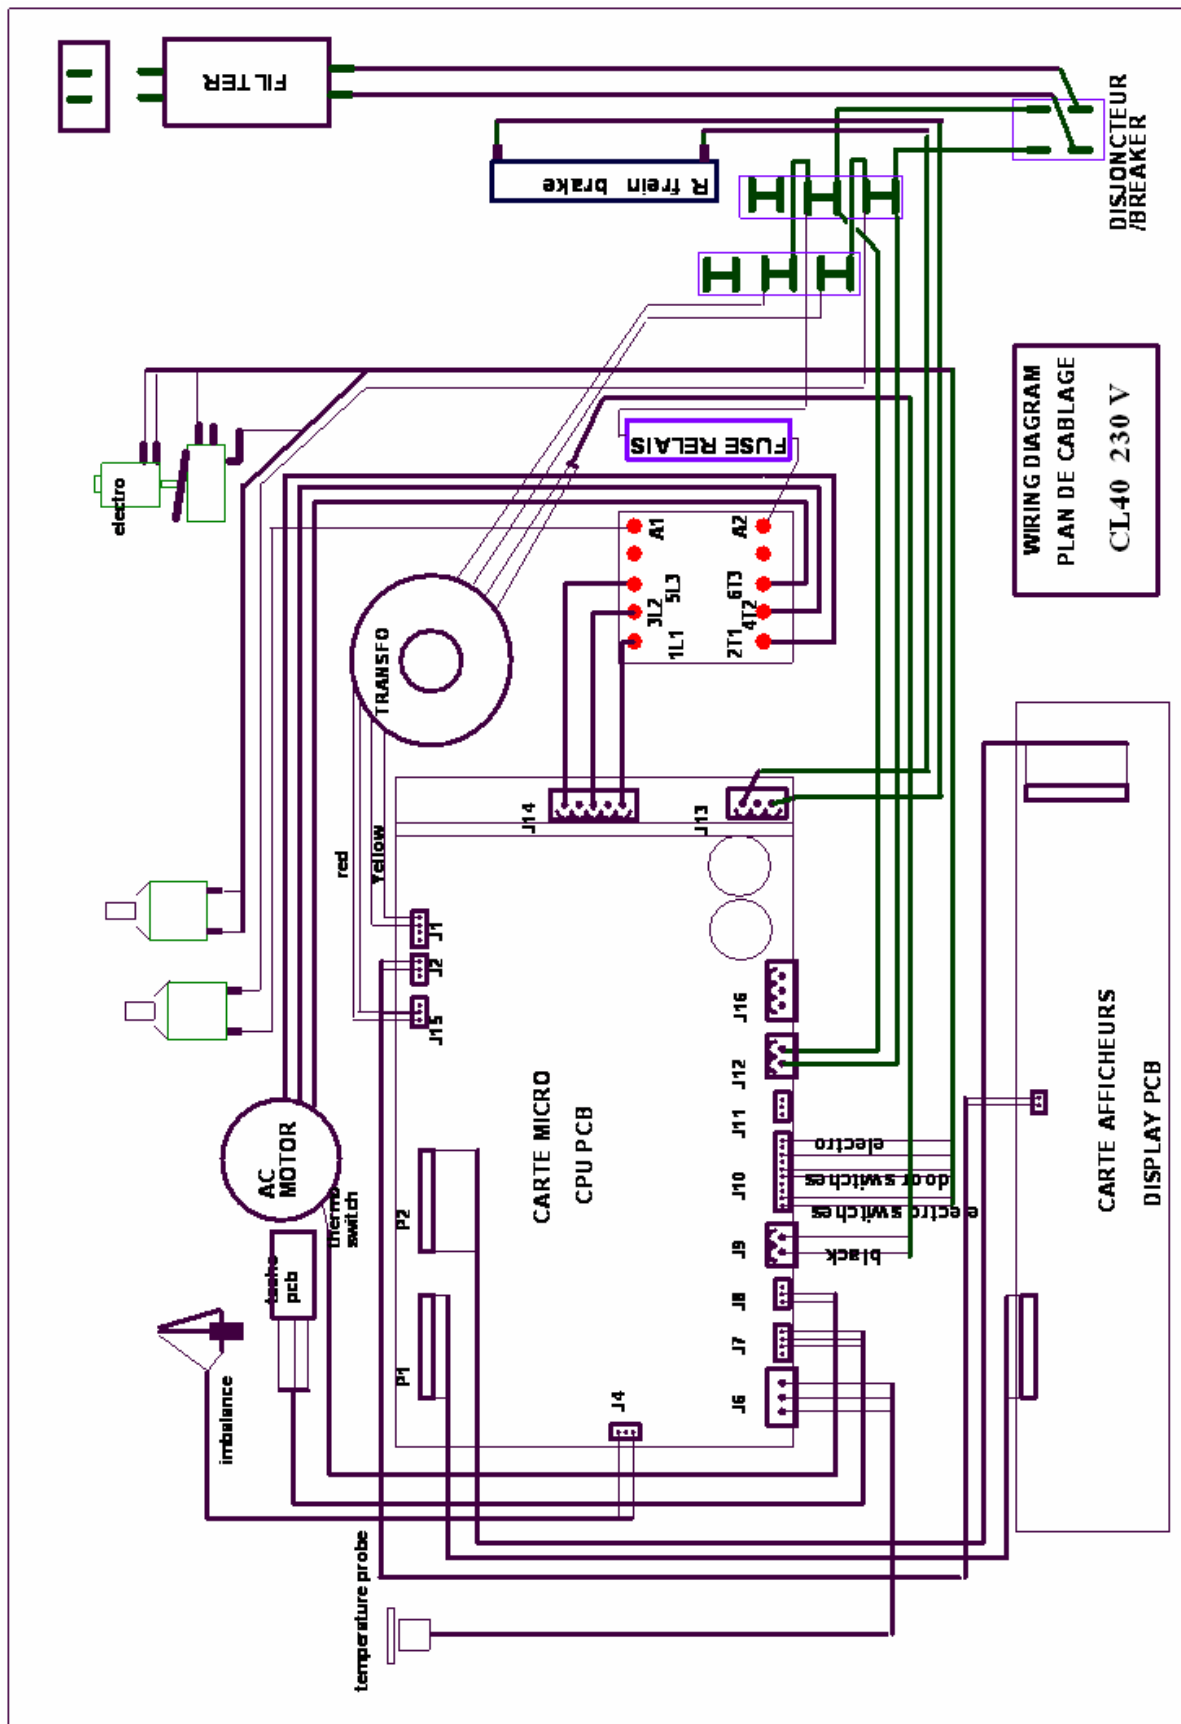 FILTER
DISJONCTEUR
/BREAKER
R frein brake
WIRING DIAGRAM
PLAN DE CABLAGE
CL40 230 V
FUSE RELAIS
electro
A1
A2
5L3
6T3
3L2
4T2
1L1
2T1
TRANSFO
J14
J13
red
Yellow
J1
J2
J15
J16
J12
J11
J10
J9
J8
J7
J6
J4
electro
door switches
electro switches
black
CARTE MICRO
CPU PCB
P2
P1
AC
MOTOR
thermo
switch
tacho
pcb
imbalance
temperature probe
CARTE AFFICHEURS
DISPLAY PCB